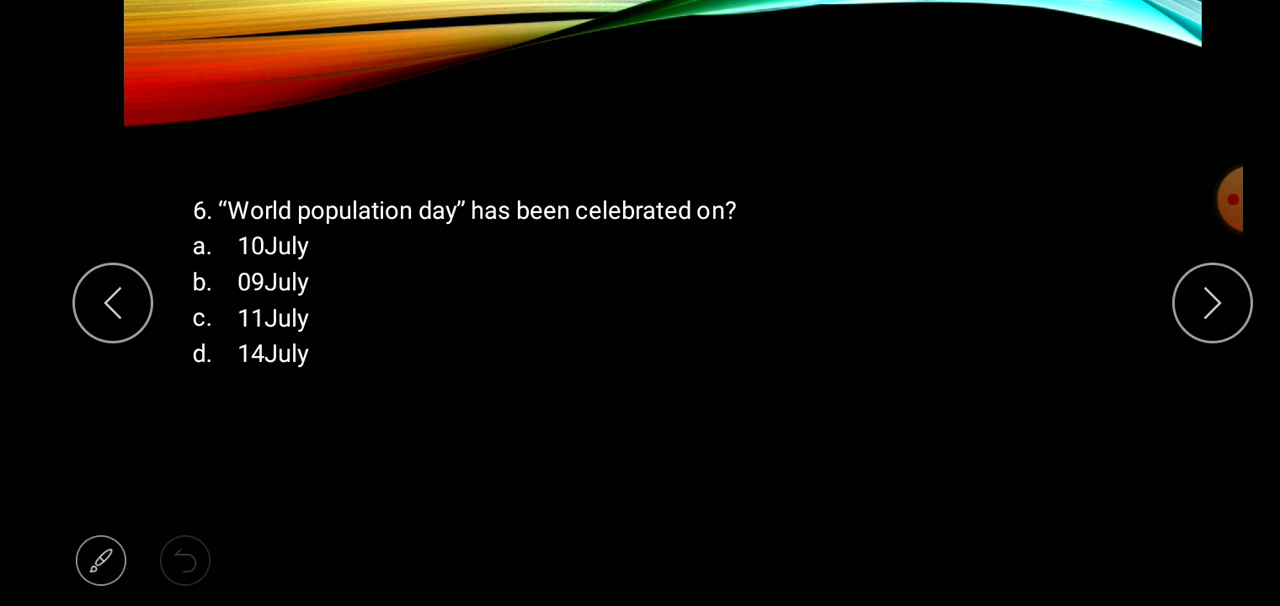 6. “World population day” has been celebrated on?
a. 10July
b. 09July
c. 11July
d. 14July